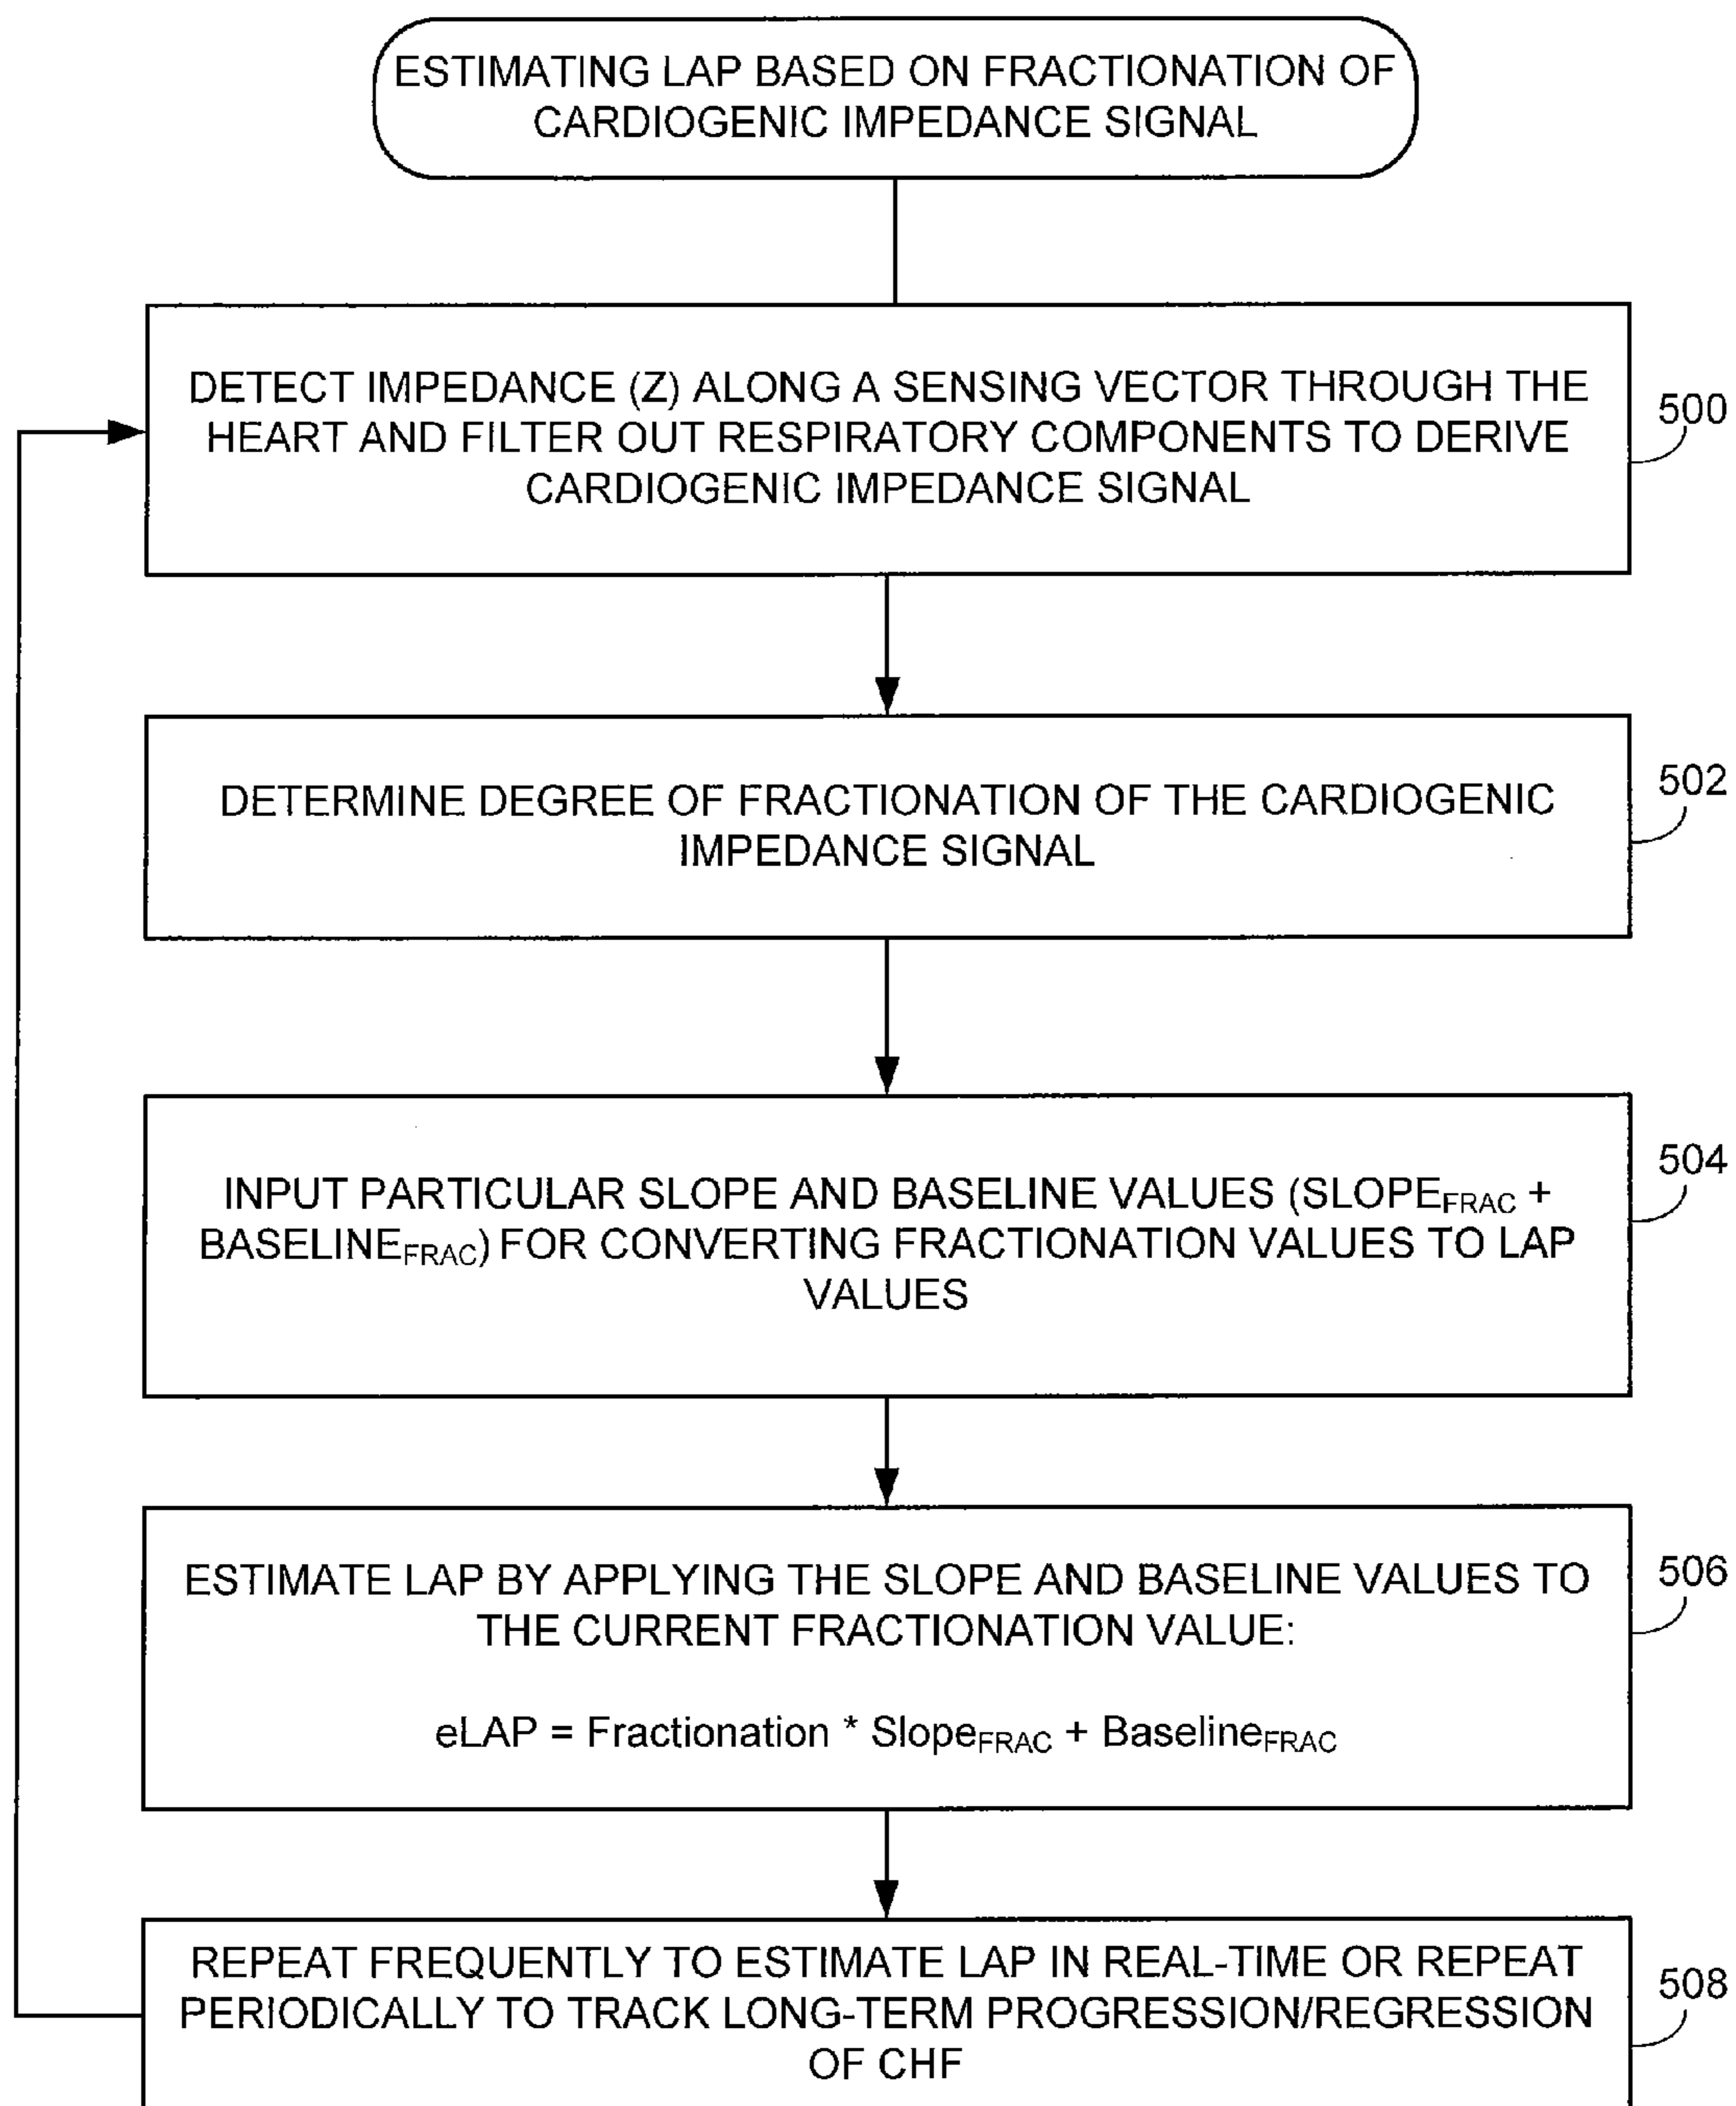 ESTIMATING LAP BASED ON FRACTIONATION OF
CARDIOGENIC IMPEDANCE SIGNAL
DETECT IMPEDANCE (Z) ALONG A SENSING VECTOR THROUGH THE
HEART AND FILTER OUT RESPIRATORY COMPONENTS TO DERIVE
CARDIOGENIC IMPEDANCE SIGNAL
500
DETERMINE DEGREE OF FRACTIONATION OF THE CARDIOGENIC
IMPEDANCE SIGNAL
502
INPUT PARTICULAR SLOPE AND BASELINE VALUES (SLOPE_FRAC +
BASELINE_FRAC) FOR CONVERTING FRACTIONATION VALUES TO LAP
VALUES
504
ESTIMATE LAP BY APPLYING THE SLOPE AND BASELINE VALUES TO
THE CURRENT FRACTIONATION VALUE:
eLAP = Fractionation * Slope_FRAC + Baseline_FRAC
506
REPEAT FREQUENTLY TO ESTIMATE LAP IN REAL-TIME OR REPEAT
PERIODICALLY TO TRACK LONG-TERM PROGRESSION/REGRESSION
OF CHF
508